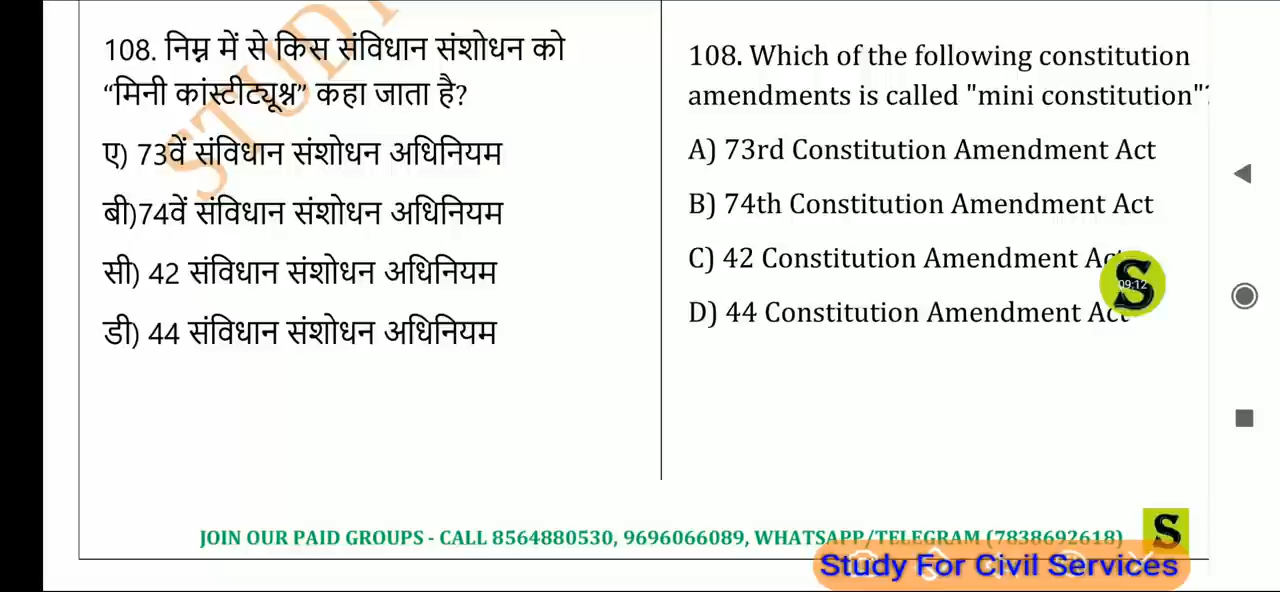 108. निम्न में से किस संविधान संशोधन को
“मिनी कांस्टीट्यूश्न” कहा जाता है?
ए) 73वें संविधान संशोधन अधिनियम
बी)74वें संविधान संशोधन अधिनियम
सी) 42 संविधान संशोधन अधिनियम
डी) 44 संविधान संशोधन अधिनियम
108. Which of the following constitution
amendments is called "mini constitution"?
A) 73rd Constitution Amendment Act
B) 74th Constitution Amendment Act
C) 42 Constitution Amendment Act
D) 44 Constitution Amendment Act
S
09:12
STUDY
JOIN OUR PAID GROUPS - CALL 8564880530, 9696066089, WHATSAPP/TELEGRAM (7838692618)
S
Study For Civil Services